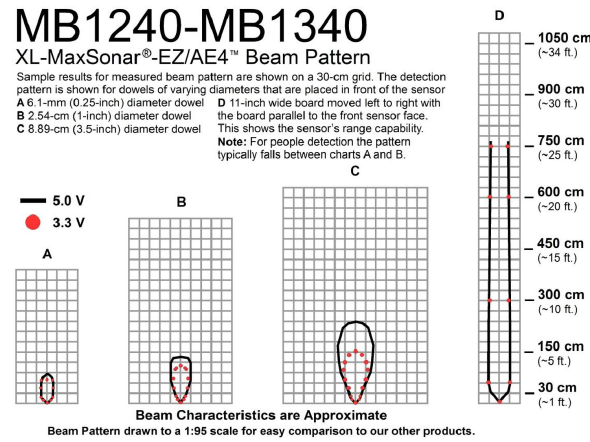 MB1240-MB1340
XL-MaxSonar®-EZ/AE4™ Beam Pattern
Sample results for measured beam pattern are shown on a 30-cm grid. The detection
pattern is shown for dowels of varying diameters that are placed in front of the sensor
A 6.1-mm (0.25-inch) diameter dowel
B 2.54-cm (1-inch) diameter dowel
C 8.89-cm (3.5-inch) diameter dowel
D 11-inch wide board moved left to right with
the board parallel to the front sensor face.
This shows the sensor's range capability.
Note: For people detection the pattern
typically falls between charts A and B.
5.0 V
3.3 V
A
B
C
D
1050 cm
(~34 ft.)
900 cm
(~30 ft.)
750 cm
(~25 ft.)
600 cm
(~20 ft.)
450 cm
(~15 ft.)
300 cm
(~10 ft.)
150 cm
(~5 ft.)
30 cm
(~1 ft.)
Beam Characteristics are Approximate
Beam Pattern drawn to a 1:95 scale for easy comparison to our other products.